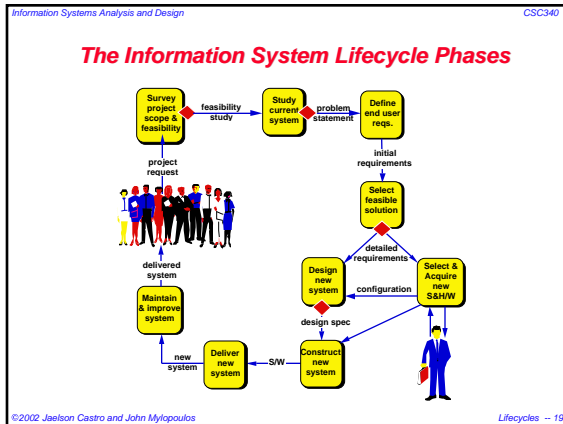 Information Systems Analysis and Design
CSC340
The Information System Lifecycle Phases
Survey
project
scope &
feasibility
feasibility
study
Study
current
system
problem
statement
Define
end user
reqs.
initial
requirements
project
request
Select
feasible
solution
detailed
requirements
delivered
system
Design
new
system
configuration
Select &
Acquire
new
S&H/W
Maintain
& improve
system
design spec
new
system
Deliver
new
system
S/W
Construct
new
system
©2002 Jaelson Castro and John Mylopoulos
Lifecycles -- 19